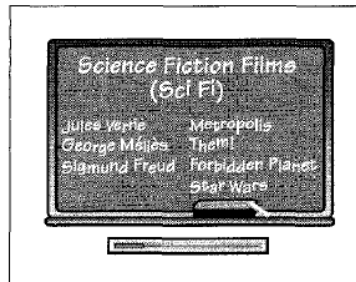 Science Fiction Films
(Sci Fi)
Jules Verne
George Méliès
Sigmund Freud
Metropolis
Them!
Forbidden Planet
Star Wars